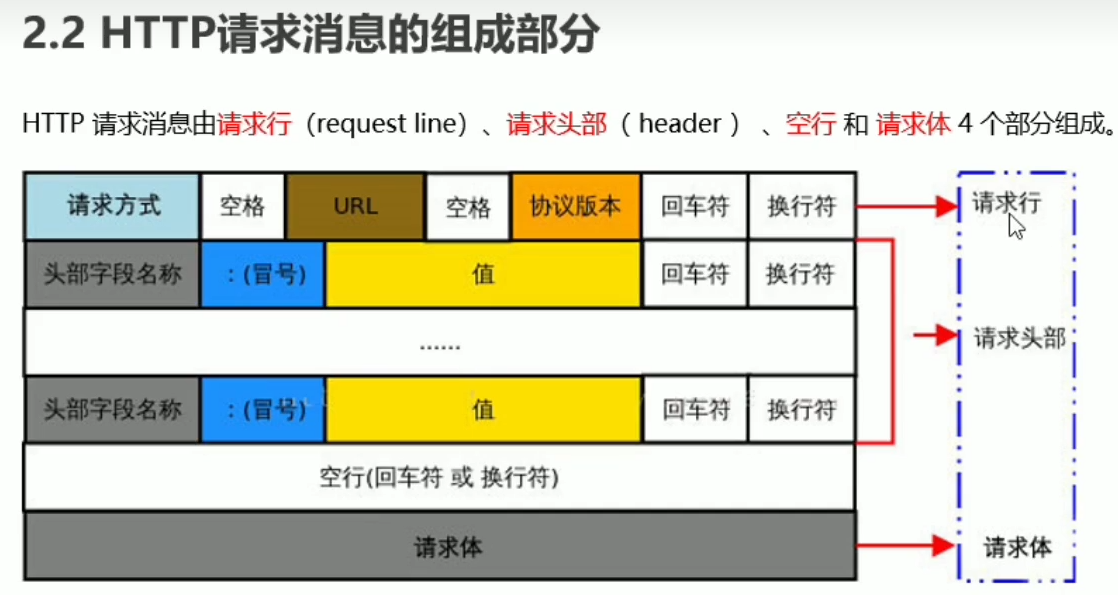 2.2 HTTP请求消息的组成部分
HTTP 请求消息由请求行（request line）、请求头部（ header ） 、空行 和 请求体 4 个部分组成。
请求方式 空格 URL 空格 协议版本 回车符 换行符 请求行
头部字段名称 :(冒号) 值 回车符 换行符
...... 请求头部
头部字段名称 :(冒号) 值 回车符 换行符
空行(回车符 或 换行符)
请求体 请求体